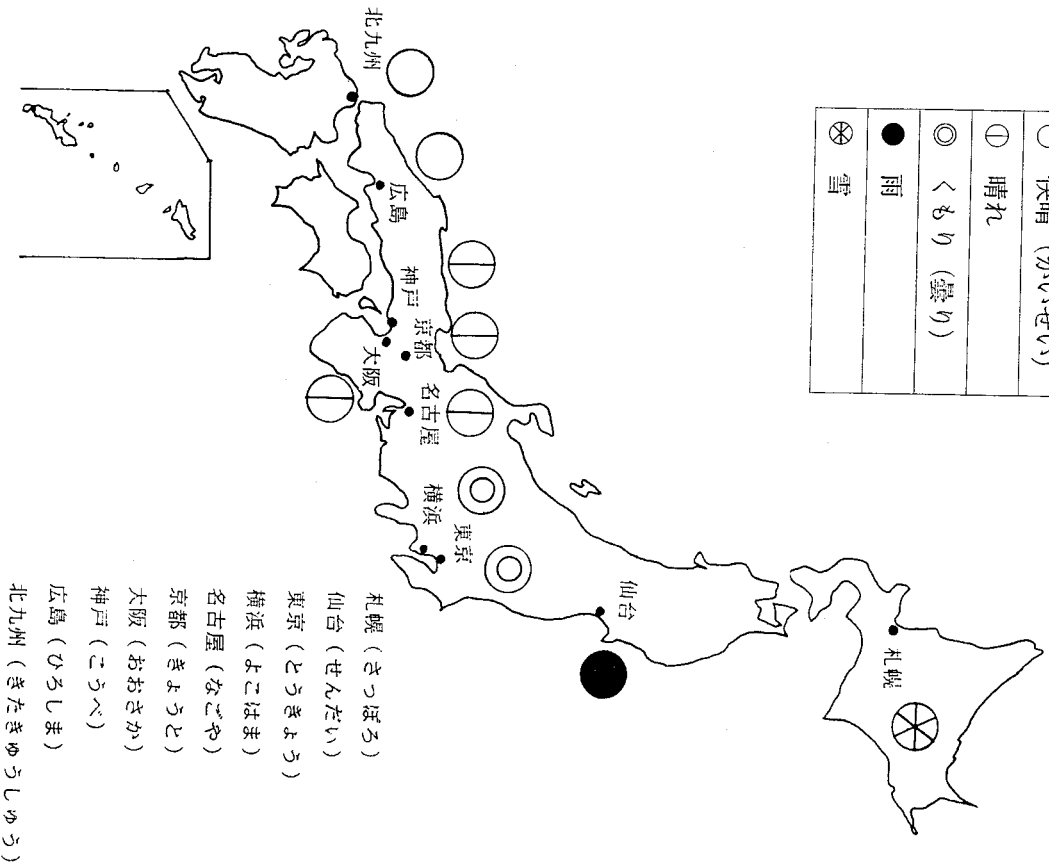 快晴（かいせい）
晴れ
くもり（曇り）
雨
雪
北九州
広島
神戸
京都
大阪
名古屋
横浜
東京
仙台
札幌
札幌（さっぽろ）
仙台（せんだい）
東京（とうきょう）
横浜（よこはま）
名古屋（なごや）
京都（きょうと）
大阪（おおさか）
神戸（こうべ）
広島（ひろしま）
北九州（きたきゅうしゅう）